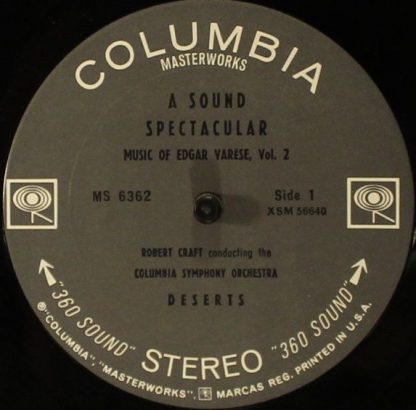 COLUMBIA
MASTERWORKS
A SOUND
SPECTACULAR
MUSIC OF EDGAR VARESE, Vol. 2
MS 6362
Side 1
XSM 56640
ROBERT CRAFT conducting the
COLUMBIA SYMPHONY ORCHESTRA
DESERTS
"360 SOUND" STEREO "360 SOUND"
℗"COLUMBIA", "MASTERWORKS", MARCAS REG. PRINTED IN U.S.A.